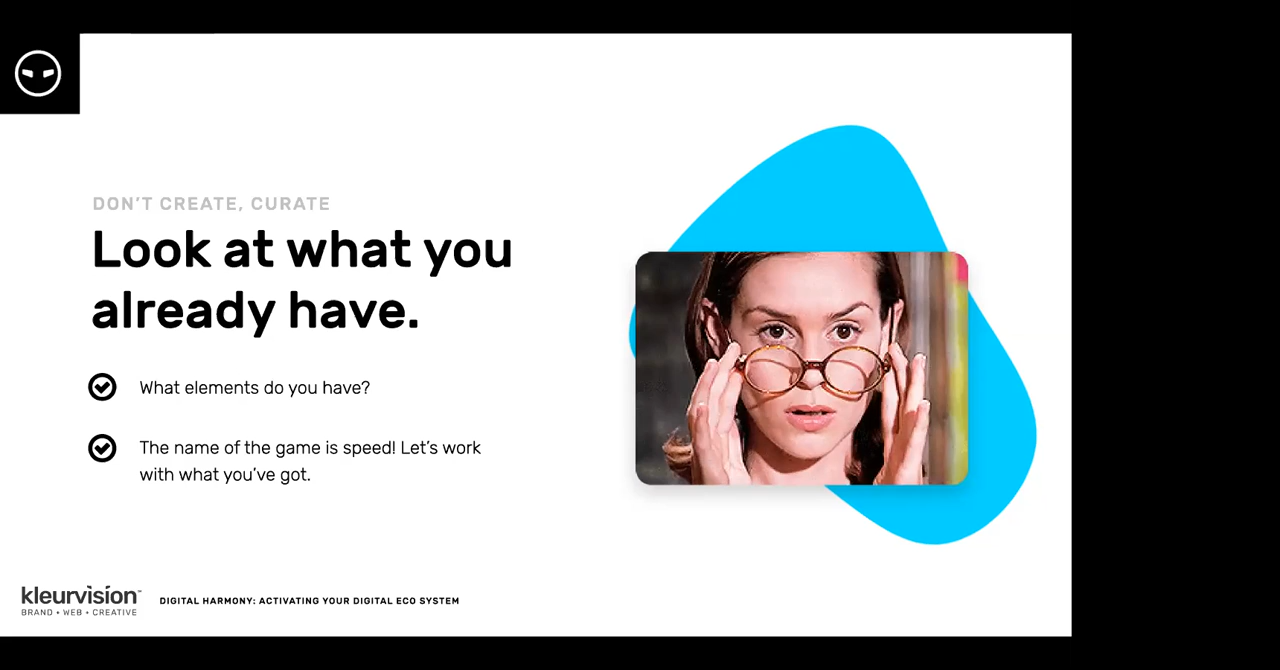 DON'T CREATE, CURATE
Look at what you
already have.
What elements do you have?
The name of the game is speed! Let's work
with what you've got.
kleurvision™
BRAND • WEB • CREATIVE
DIGITAL HARMONY: ACTIVATING YOUR DIGITAL ECO SYSTEM